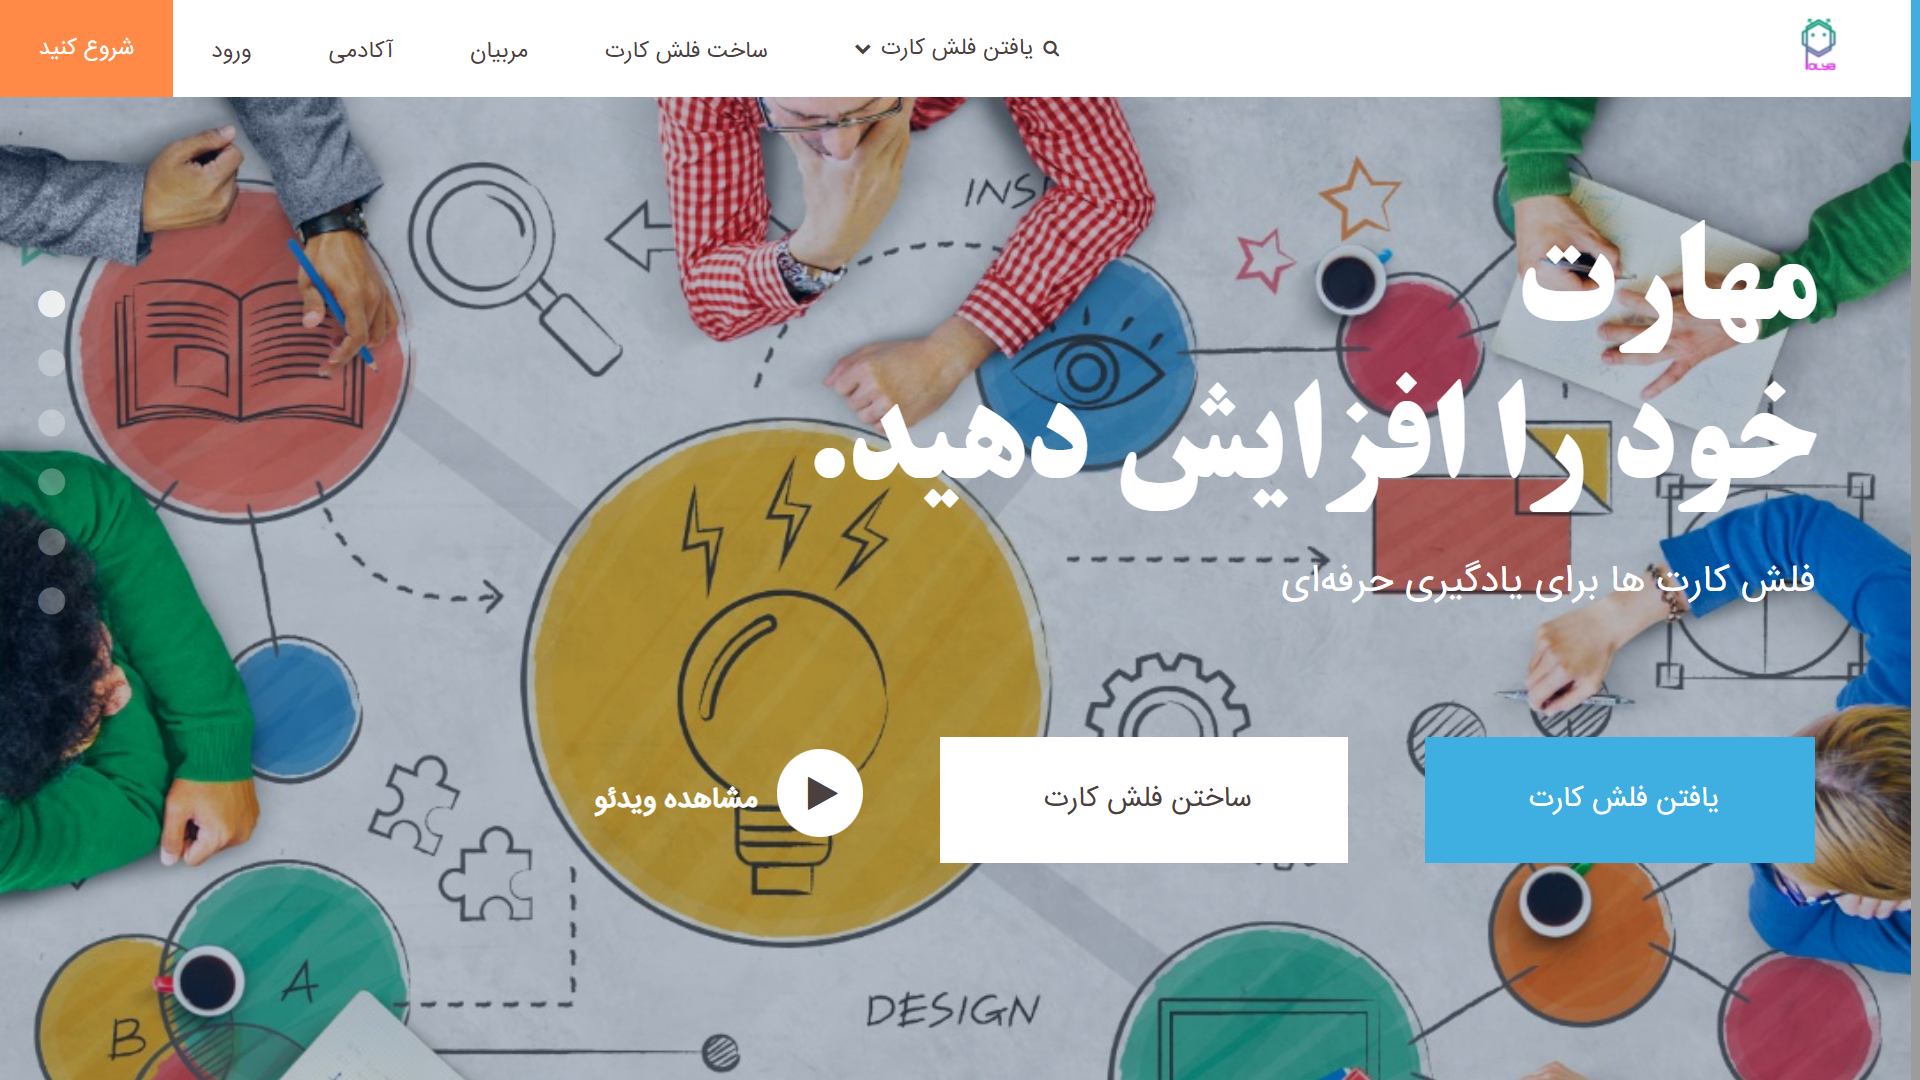 یافتن فلش کارت
ساخت فلش کارت
مربیان
آکادمی
ورود
شروع کنید
مهارت
خود را افزایش دهید.
فلش کارت ها برای یادگیری حرفه‌ای
یافتن فلش کارت
ساختن فلش کارت
مشاهده ویدئو
DESIGN
A
B